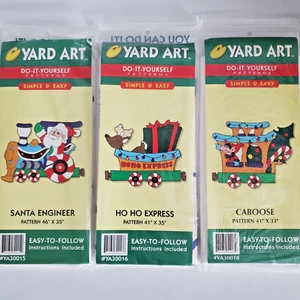 YOU CAN DO IT!
YARD ART
DO-IT-YOURSELF
PATTERNS
SIMPLE & EASY
SANTA ENGINEER
PATTERN 46" X 35"
EASY-TO-FOLLOW
Instructions Included
#YA30015
YARD ART
DO-IT-YOURSELF
PATTERNS
SIMPLE & EASY
HO HO EXPRESS
HO HO EXPRESS
PATTERN 41" X 35"
EASY-TO-FOLLOW
Instructions Included
#YA30016
YARD ART
DO-IT-YOURSELF
PATTERNS
SIMPLE & EASY
CABOOSE
PATTERN 41" X 33"
EASY-TO-FOLLOW
Instructions Included
#YA30018